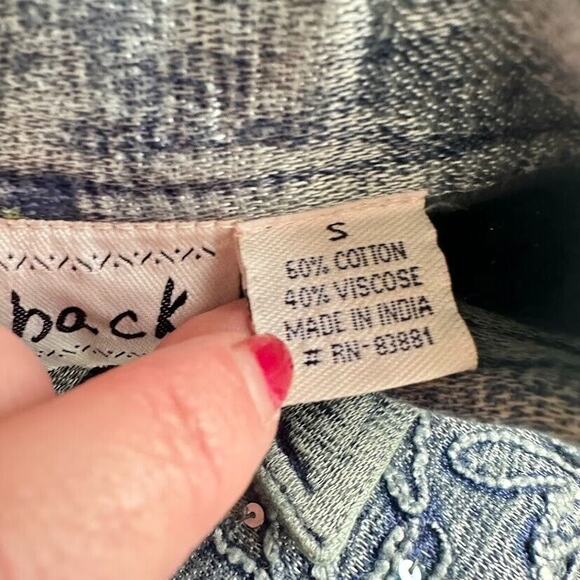 back
S
60% COTTON
40% VISCOSE
MADE IN INDIA
# RN-83881